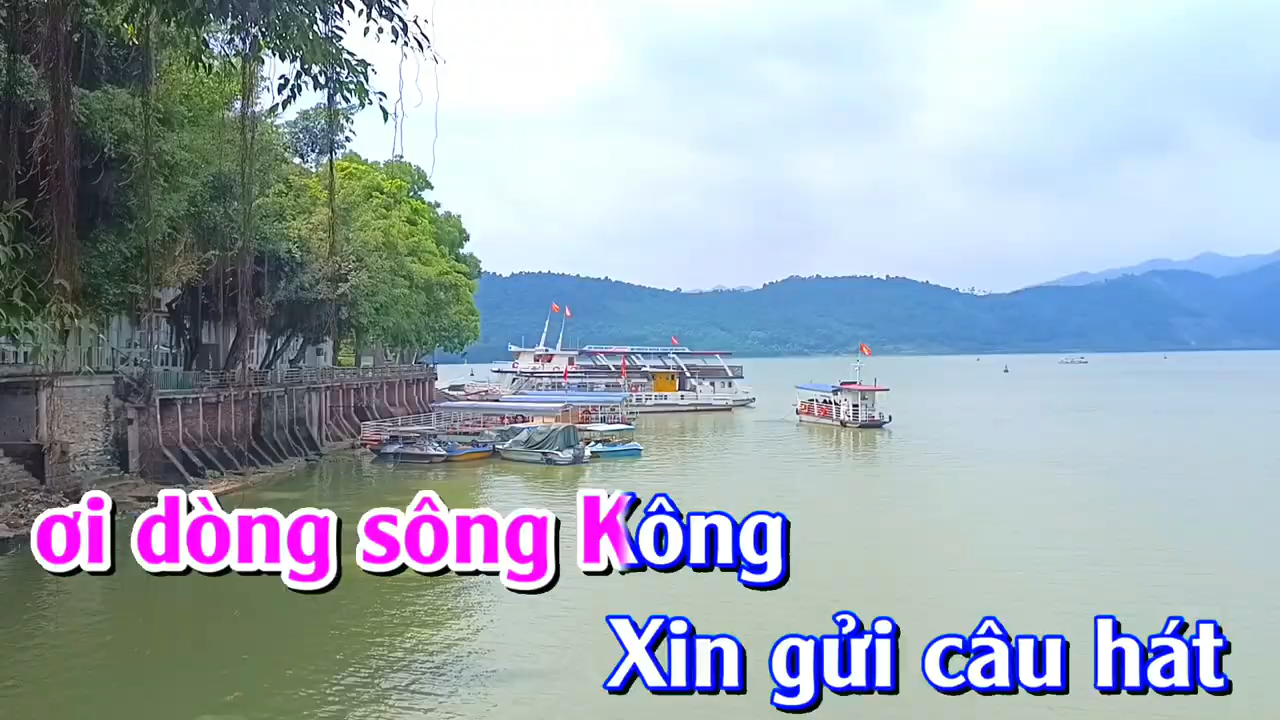 ơi dòng sông Kông
Xin gửi câu hát